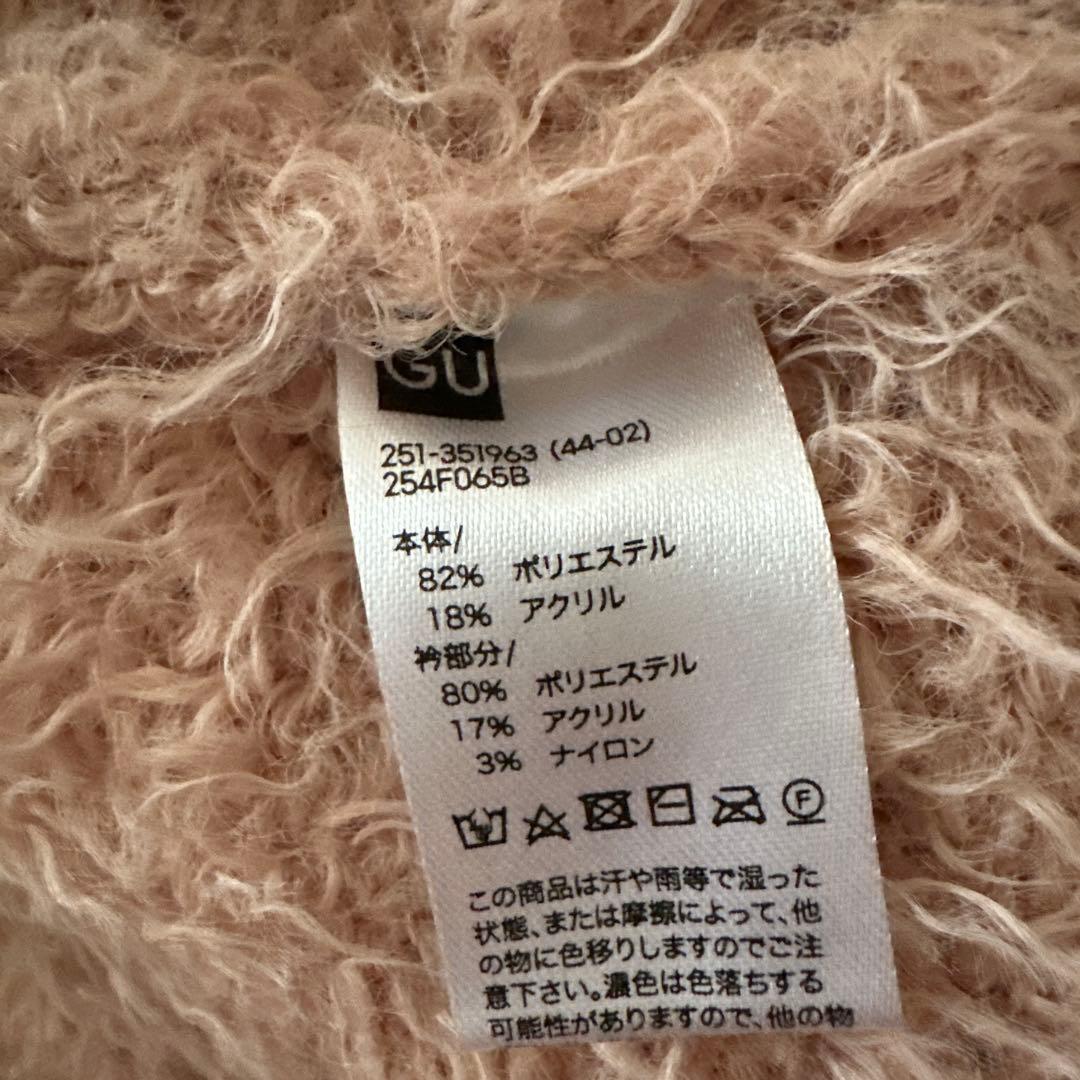 GU
251-351963 (44-02)
254F065B
本体/
82% ポリエステル
18% アクリル
衿部分/
80% ポリエステル
17% アクリル
3% ナイロン
F
この商品は汗や雨等で湿った
状態、または摩擦によって、他
の物に色移りしますのでご注
意下さい。濃色は色落ちする
可能性がありますので、他の物